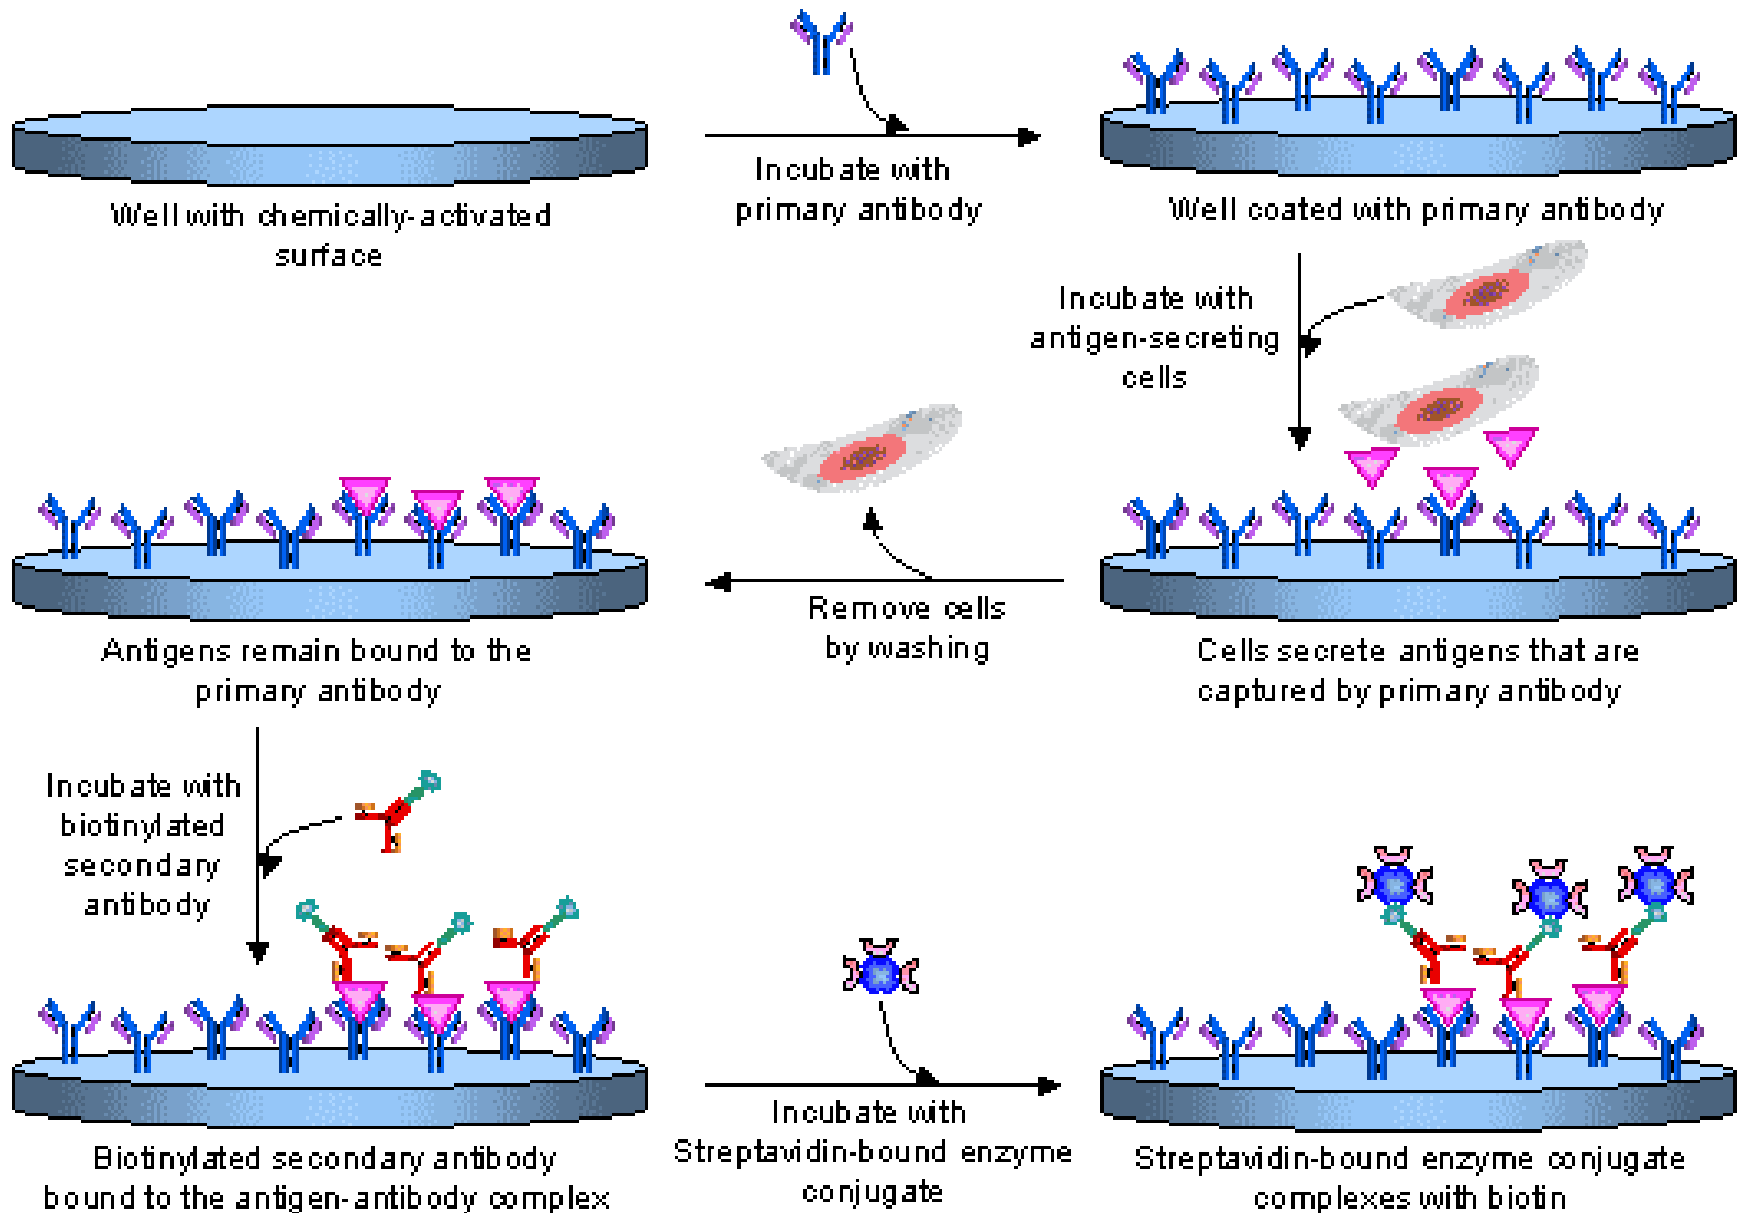 Well with chemically-activated
surface
Incubate with
primary antibody
Well coated with primary antibody
Incubate with
antigen-secreting
cells
Cells secrete antigens that are
captured by primary antibody
Remove cells
by washing
Antigens remain bound to the
primary antibody
Incubate with
biotinylated
secondary
antibody
Biotinylated secondary antibody
bound to the antigen-antibody complex
Incubate with
Streptavidin-bound enzyme
conjugate
Streptavidin-bound enzyme conjugate
complexes with biotin